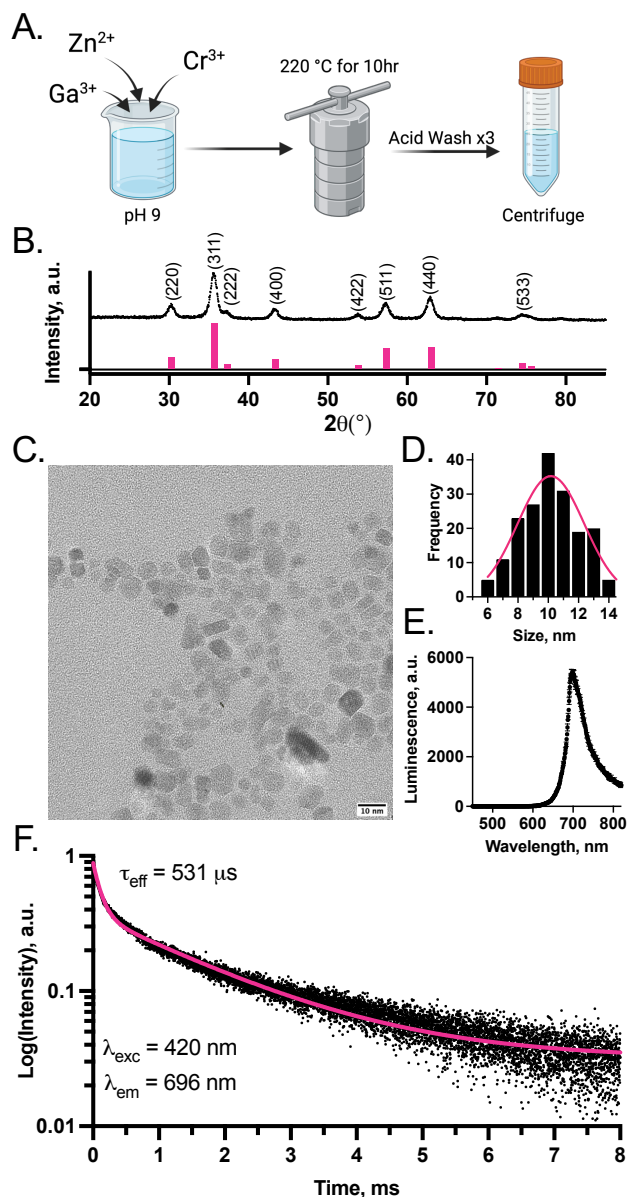 A.
Zn²⁺
Cr³⁺
Ga³⁺
220 °C for 10hr
Acid Wash x3
pH 9
Centrifuge
B.
Intensity, a.u.
(220)
(311)
(222)
(400)
(422)
(511)
(440)
(533)
20 30 40 50 60 70 80
2θ(°)
C.
10 nm
D.
Frequency
40
30
20
10
0
6 8 10 12 14
Size, nm
E.
Luminescence, a.u.
6000
4000
2000
0
500 600 700 800
Wavelength, nm
F.
Log(Intensity), a.u.
1
0.1
0.01
τeff = 531 μs
λexc = 420 nm
λem = 696 nm
0 1 2 3 4 5 6 7 8
Time, ms